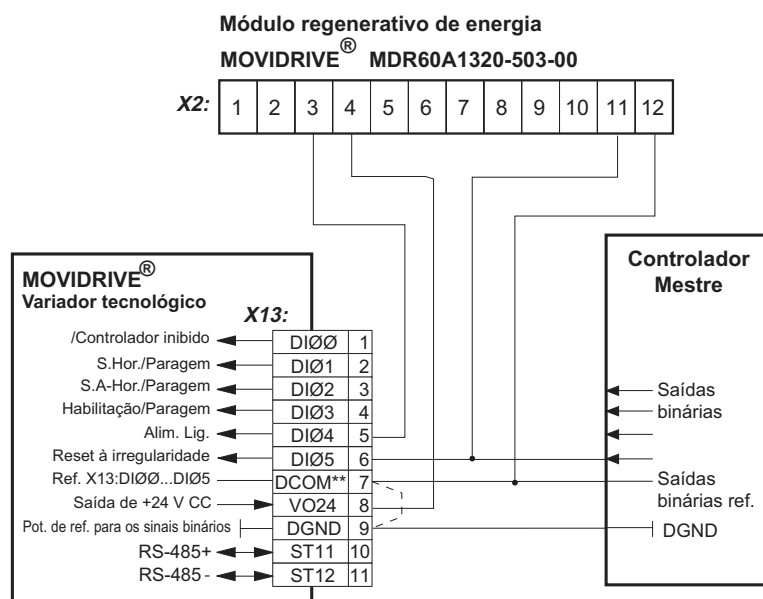 Módulo regenerativo de energia
MOVIDRIVE® MDR60A1320-503-00
X2: 1 2 3 4 5 6 7 8 9 10 11 12
MOVIDRIVE®
Variador tecnológico
X13:
/Controlador inibido DIØØ 1
S.Hor./Paragem DIØ1 2
S.A-Hor./Paragem DIØ2 3
Habilitação/Paragem DIØ3 4
Alim. Lig. DIØ4 5
Reset à irregularidade DIØ5 6
Ref. X13:DIØØ...DIØ5 DCOM** 7
Saída de +24 V CC VO24 8
Pot. de ref. para os sinais binários DGND 9
RS-485+ ST11 10
RS-485- ST12 11
Controlador
Mestre
Saídas
binárias
Saídas
binárias ref.
DGND